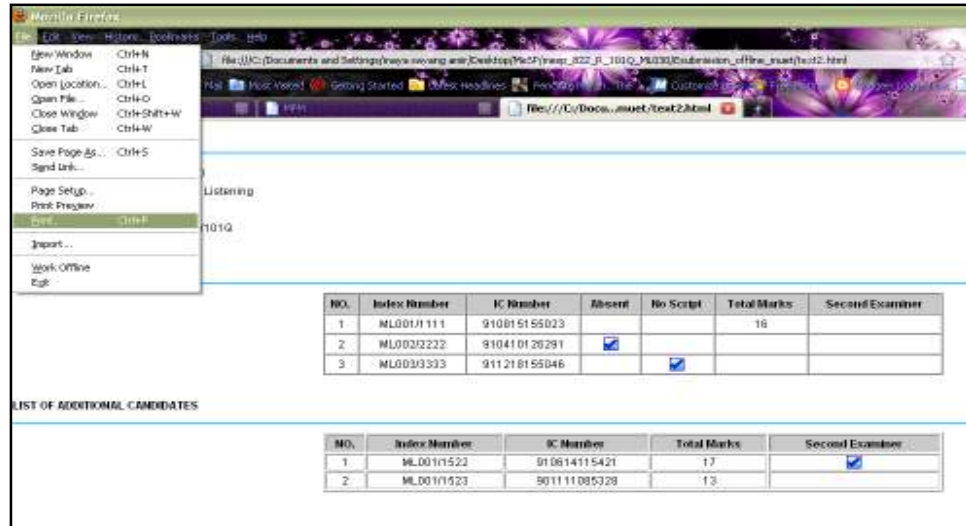 Mozilla Firefox
File Edit View History Bookmarks Tools Help
New Window Ctrl+N
New Tab Ctrl+T
Open Location... Ctrl+L
Open File... Ctrl+O
Close Window Ctrl+Shift+W
Close Tab Ctrl+W
Save Page As... Ctrl+S
Send Link...
Page Setup...
Print Preview
Print... Ctrl+P
Import...
Work Offline
Exit
Most Visited Getting Started Latest Headlines
file:///C:/Docu...muet/text2.html
Listening
101Q
NO. Index Number IC Number Absent No Script Total Marks Second Examiner
1 ML001/1111 910815155023 16
2 ML002/2222 910410126291
3 ML003/3333 911218155046
LIST OF ADDITIONAL CANDIDATES
NO. Index Number IC Number Total Marks Second Examiner
1 ML001/1522 910614115421 17
2 ML001/1523 901111085328 13